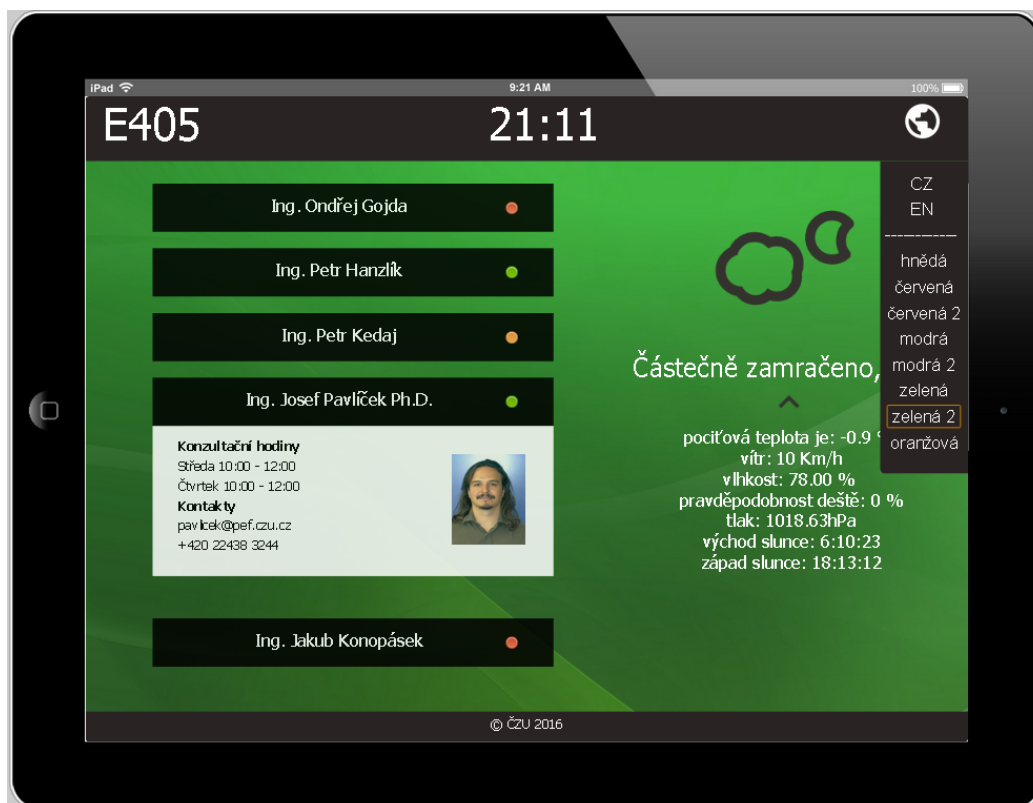 iPad 9:21 AM 100%
E405 21:11
CZ
EN
------------
hnědá
červená
červená 2
modrá
modrá 2
zelená
zelená 2
oranžová
Ing. Ondřej Gojda
Ing. Petr Hanzlík
Ing. Petr Kedaj
Ing. Josef Pavlíček Ph.D.
Konzultační hodiny
Středa 10:00 - 12:00
Čtvrtek 10:00 - 12:00
Kontakty
pavlicek@pef.czu.cz
+420 22438 3244
Ing. Jakub Konopásek
Částečně zamračeno,
pociťová teplota je: -0.9 °
vítr: 10 Km/h
vlhkost: 78.00 %
pravděpodobnost deště: 0 %
tlak: 1018.63hPa
východ slunce: 6:10:23
západ slunce: 18:13:12
© ČZU 2016